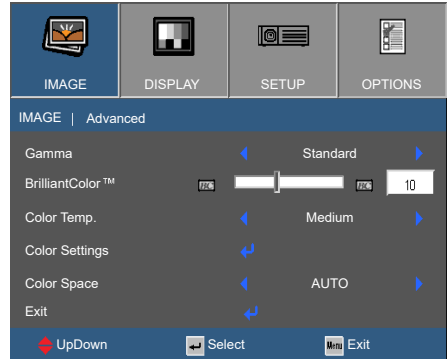 IMAGE DISPLAY SETUP OPTIONS
IMAGE | Advanced
Gamma Standard
BrilliantColor™ 10
Color Temp. Medium
Color Settings
Color Space AUTO
Exit
UpDown Select Menu Exit